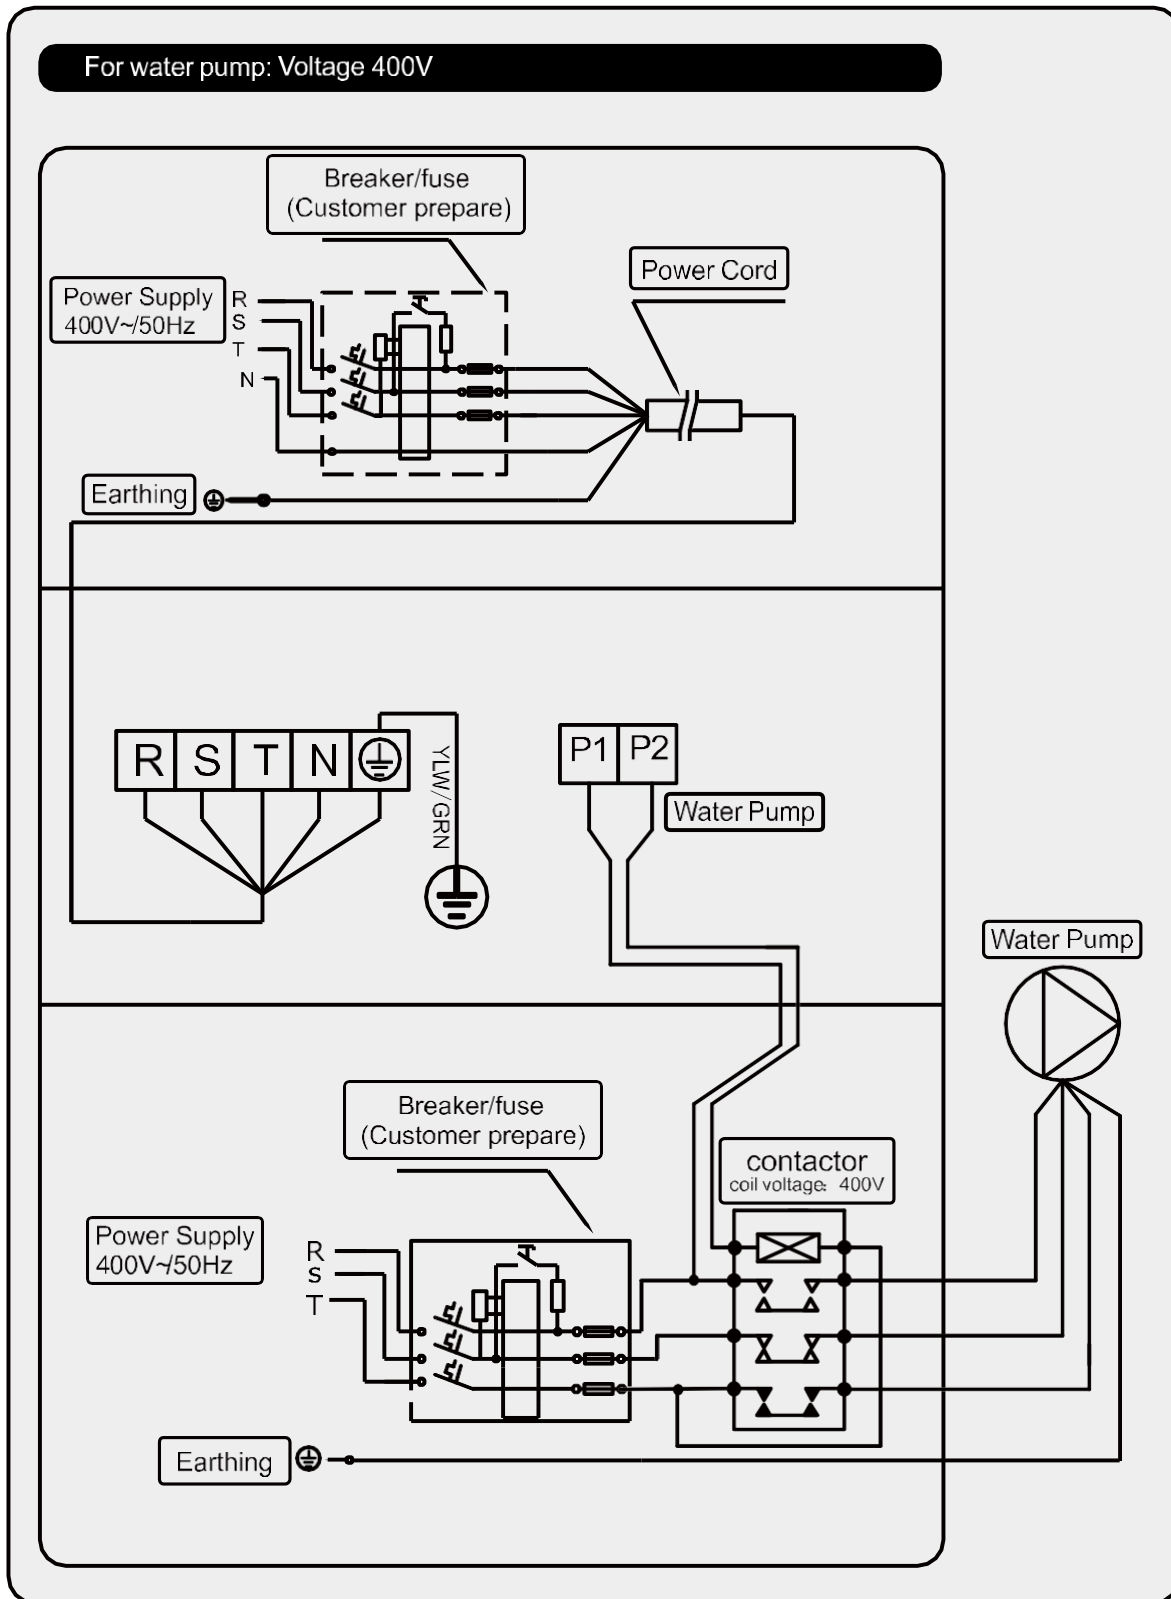 For water pump: Voltage 400V
Breaker/fuse
(Customer prepare)
Power Cord
Power Supply
400V~/50Hz
R
S
T
N
Earthing
R S T N
YLW/GRN
P1 P2
Water Pump
Water Pump
Breaker/fuse
(Customer prepare)
contactor
coil voltage: 400V
Power Supply
400V~/50Hz
R
S
T
Earthing